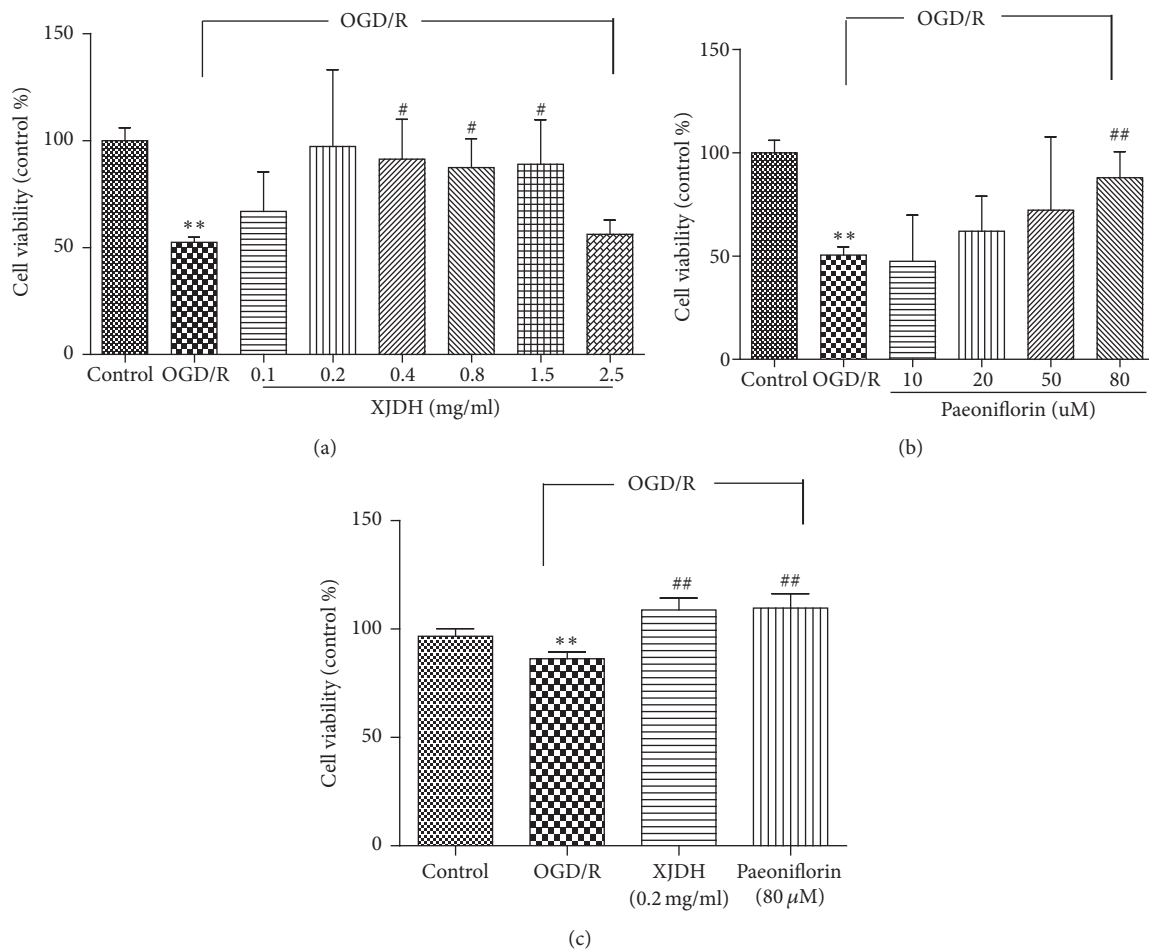 OGD/R
150
100
50
0
Cell viability (control %)
**
#
#
#
Control OGD/R 0.1 0.2 0.4 0.8 1.5 2.5
XJDH (mg/ml)
(a)
OGD/R
150
100
50
0
Cell viability (control %)
**
##
Control OGD/R 10 20 50 80
Paeoniflorin (uM)
(b)
OGD/R
150
100
50
0
Cell viability (control %)
**
##
##
Control OGD/R XJDH Paeoniflorin
(0.2 mg/ml) (80 μM)
(c)